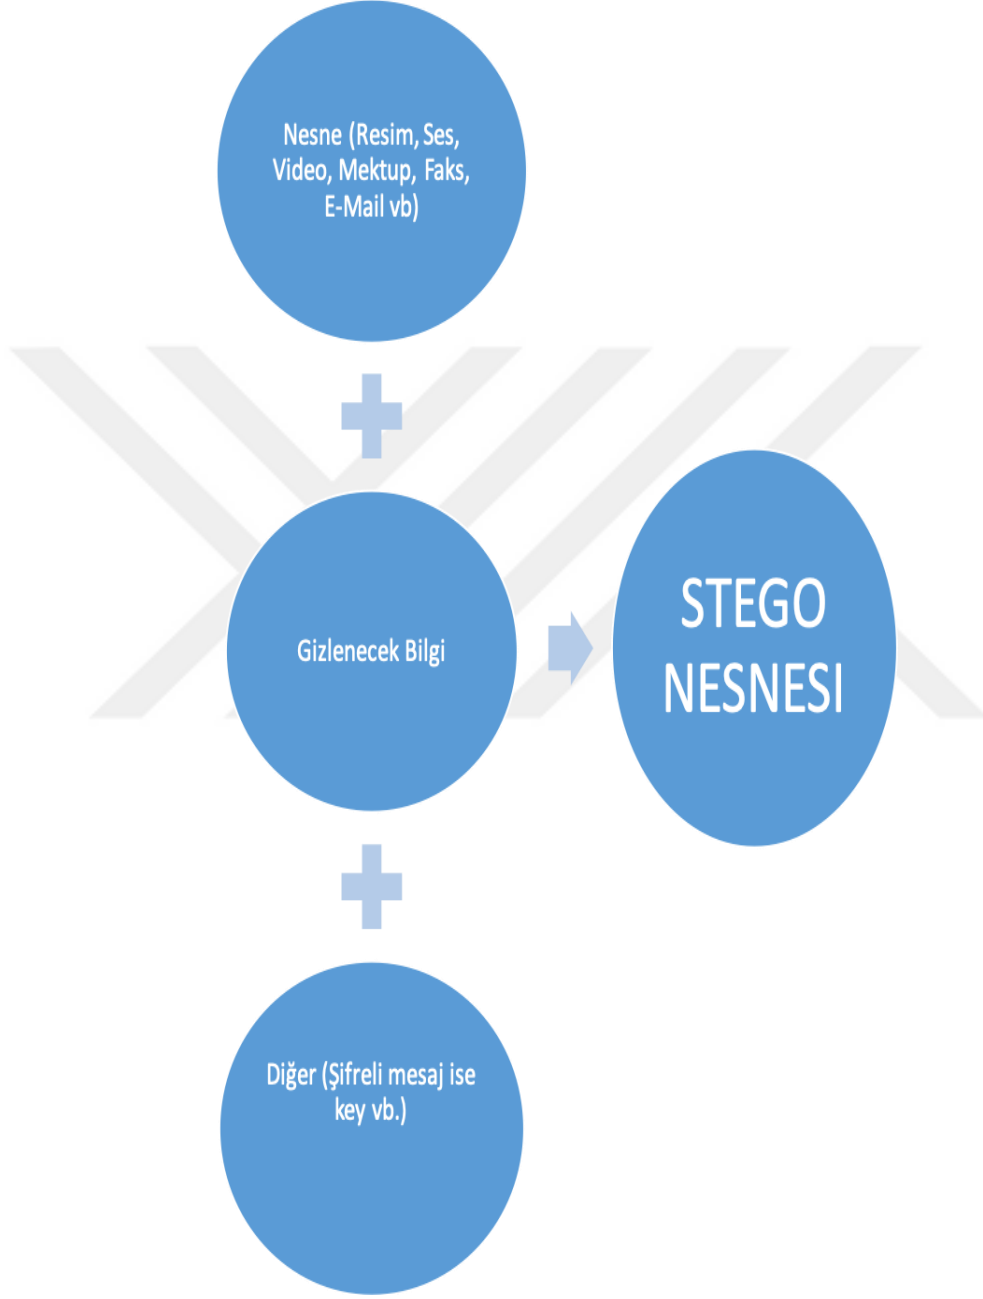 Nesne (Resim, Ses,
Video, Mektup, Faks,
E-Mail vb)
Gizlenecek Bilgi
STEGO
NESNESI
Diğer (Şifreli mesaj ise
key vb.)